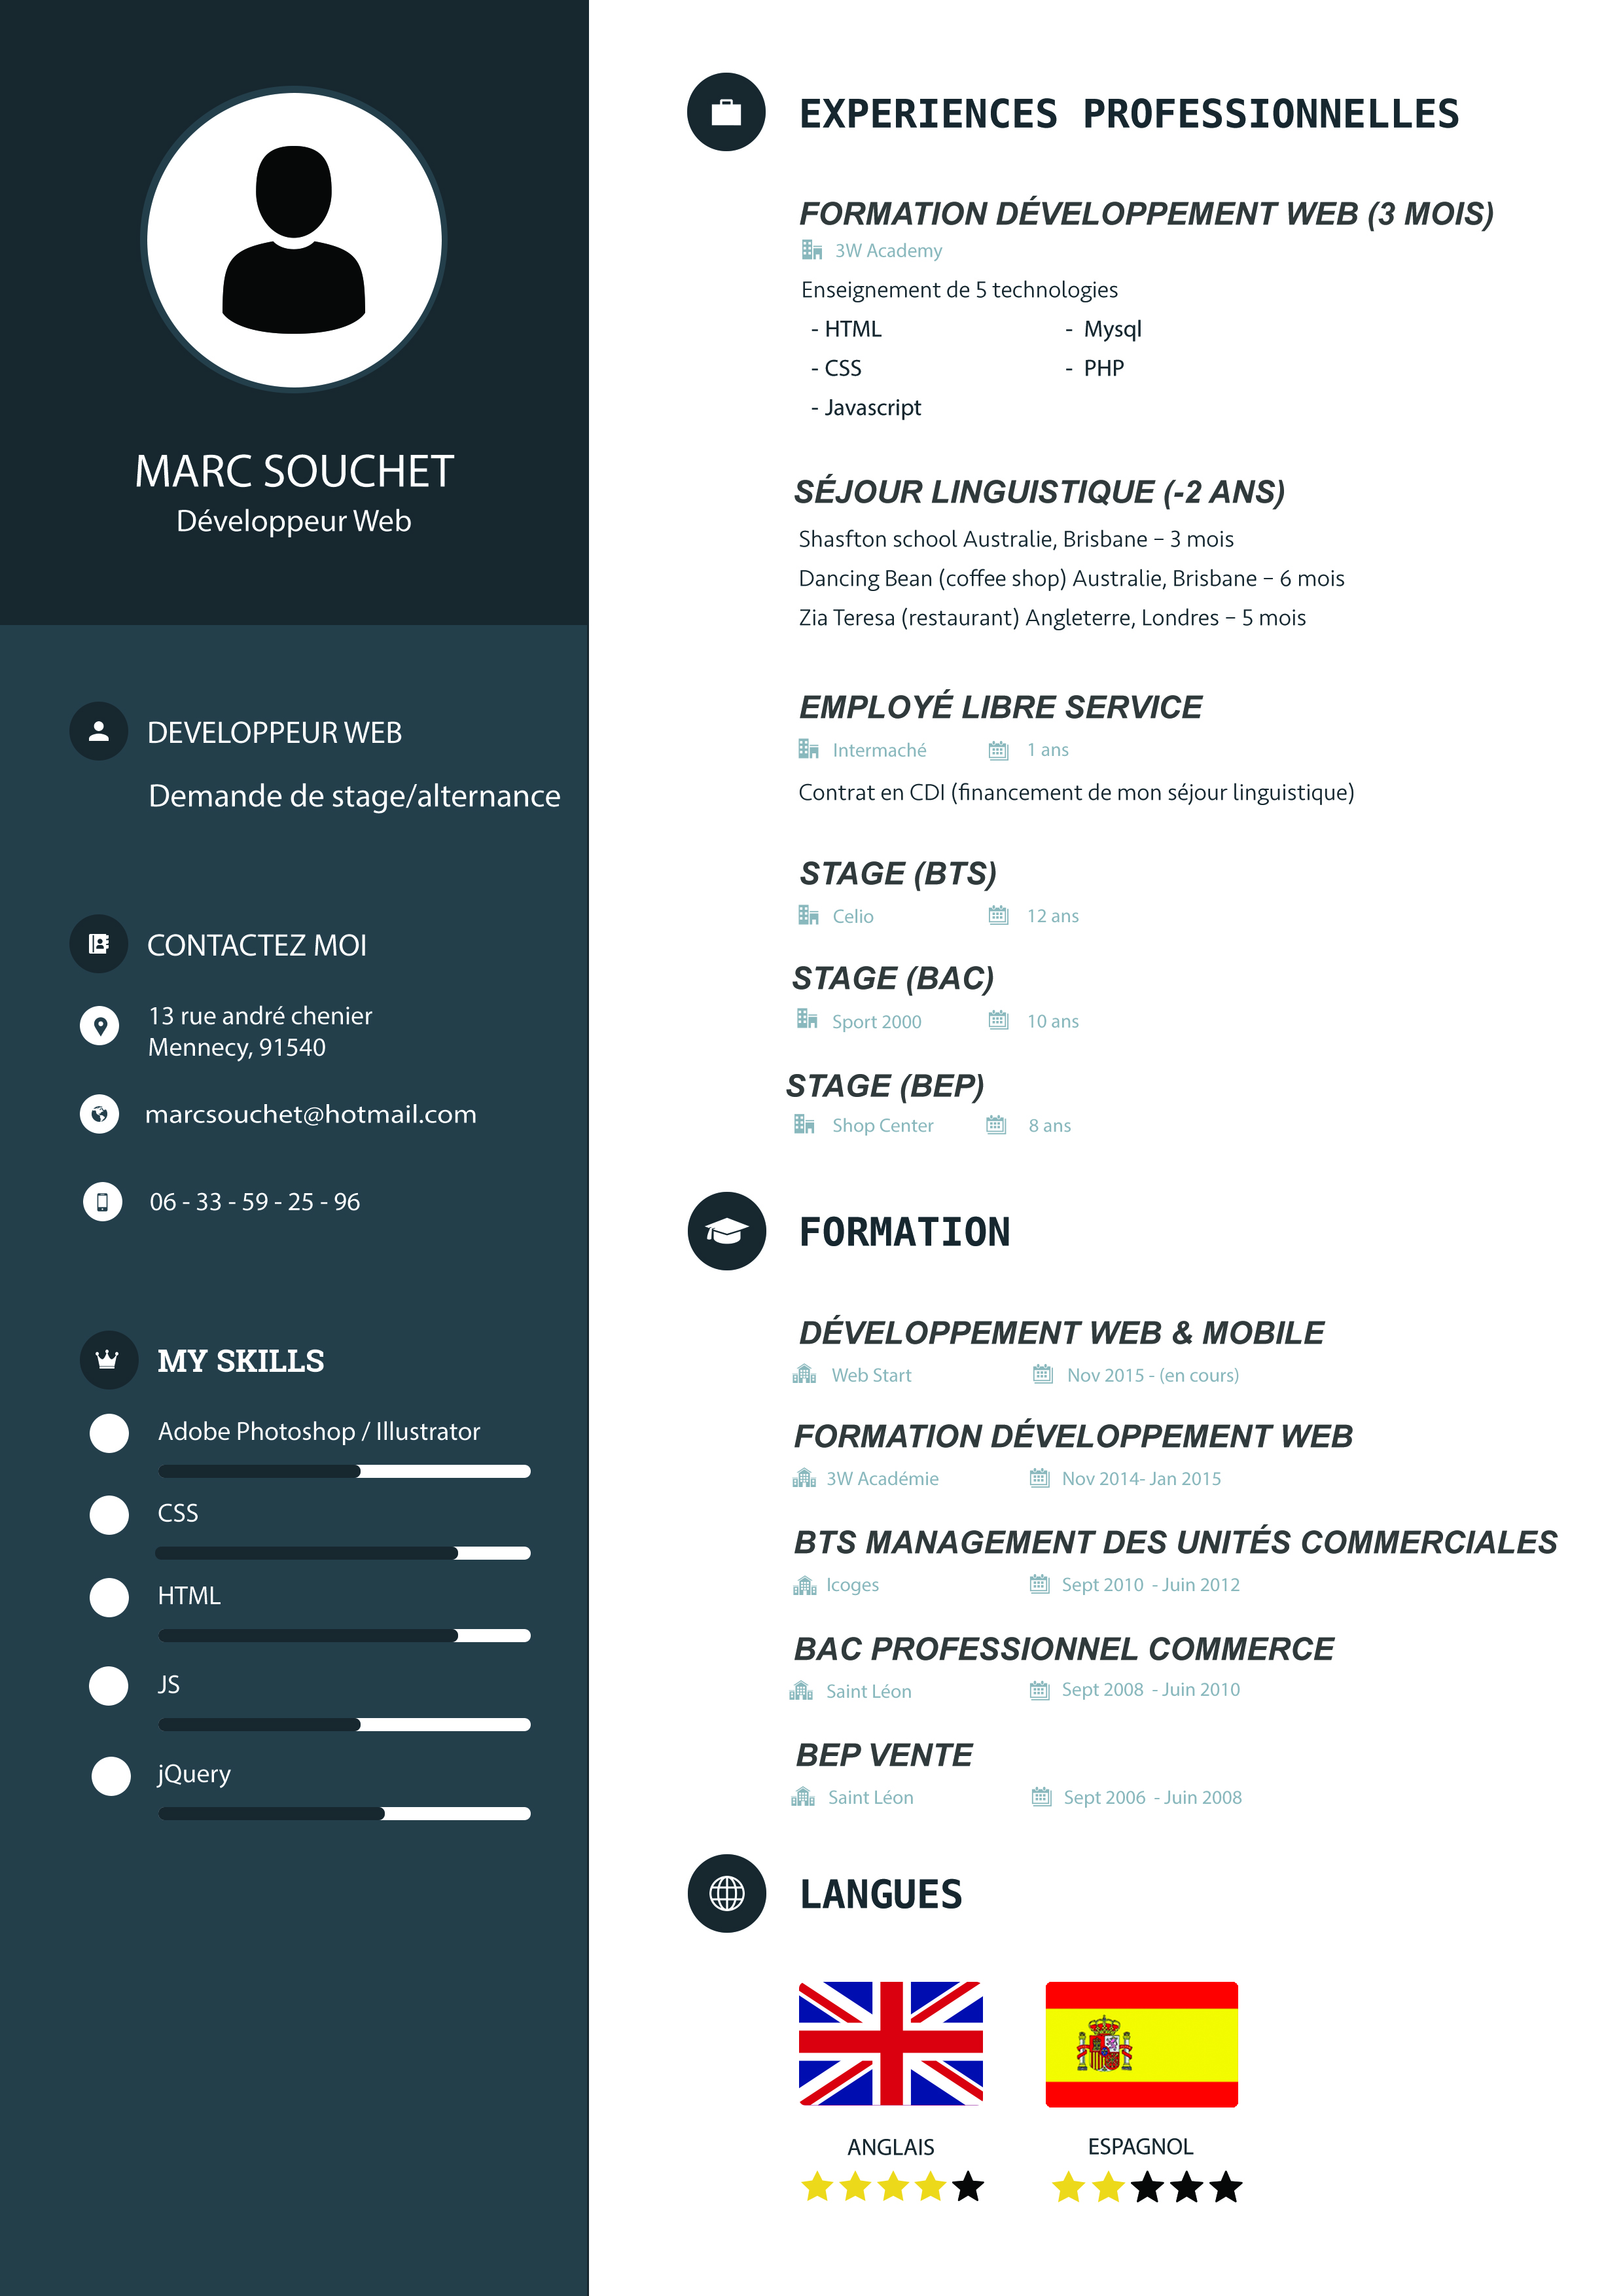 MARC SOUCHET
Développeur Web
DEVELOPPEUR WEB
Demande de stage/alternance
CONTACTEZ MOI
13 rue andré chenier
Mennecy, 91540
marcsouchet@hotmail.com
06 - 33 - 59 - 25 - 96
MY SKILLS
Adobe Photoshop / Illustrator
CSS
HTML
JS
jQuery
EXPERIENCES PROFESSIONNELLES
FORMATION DÉVELOPPEMENT WEB (3 MOIS)
3W Academy
Enseignement de 5 technologies
- HTML - Mysql
- CSS - PHP
- Javascript
SÉJOUR LINGUISTIQUE (-2 ANS)
Shasfton school Australie, Brisbane – 3 mois
Dancing Bean (coffee shop) Australie, Brisbane – 6 mois
Zia Teresa (restaurant) Angleterre, Londres – 5 mois
EMPLOYÉ LIBRE SERVICE
Intermaché 1 ans
Contrat en CDI (financement de mon séjour linguistique)
STAGE (BTS)
Celio 12 ans
STAGE (BAC)
Sport 2000 10 ans
STAGE (BEP)
Shop Center 8 ans
FORMATION
DÉVELOPPEMENT WEB & MOBILE
Web Start Nov 2015 - (en cours)
FORMATION DÉVELOPPEMENT WEB
3W Académie Nov 2014- Jan 2015
BTS MANAGEMENT DES UNITÉS COMMERCIALES
Icoges Sept 2010 - Juin 2012
BAC PROFESSIONNEL COMMERCE
Saint Léon Sept 2008 - Juin 2010
BEP VENTE
Saint Léon Sept 2006 - Juin 2008
LANGUES
ANGLAIS ESPAGNOL